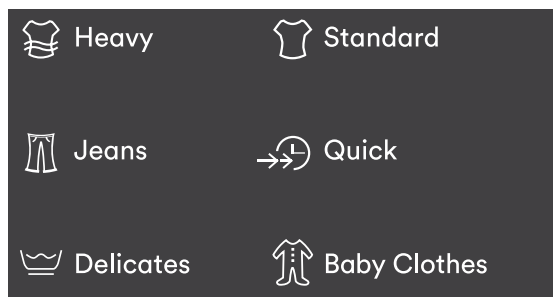 Heavy
Standard
Jeans
Quick
Delicates
Baby Clothes